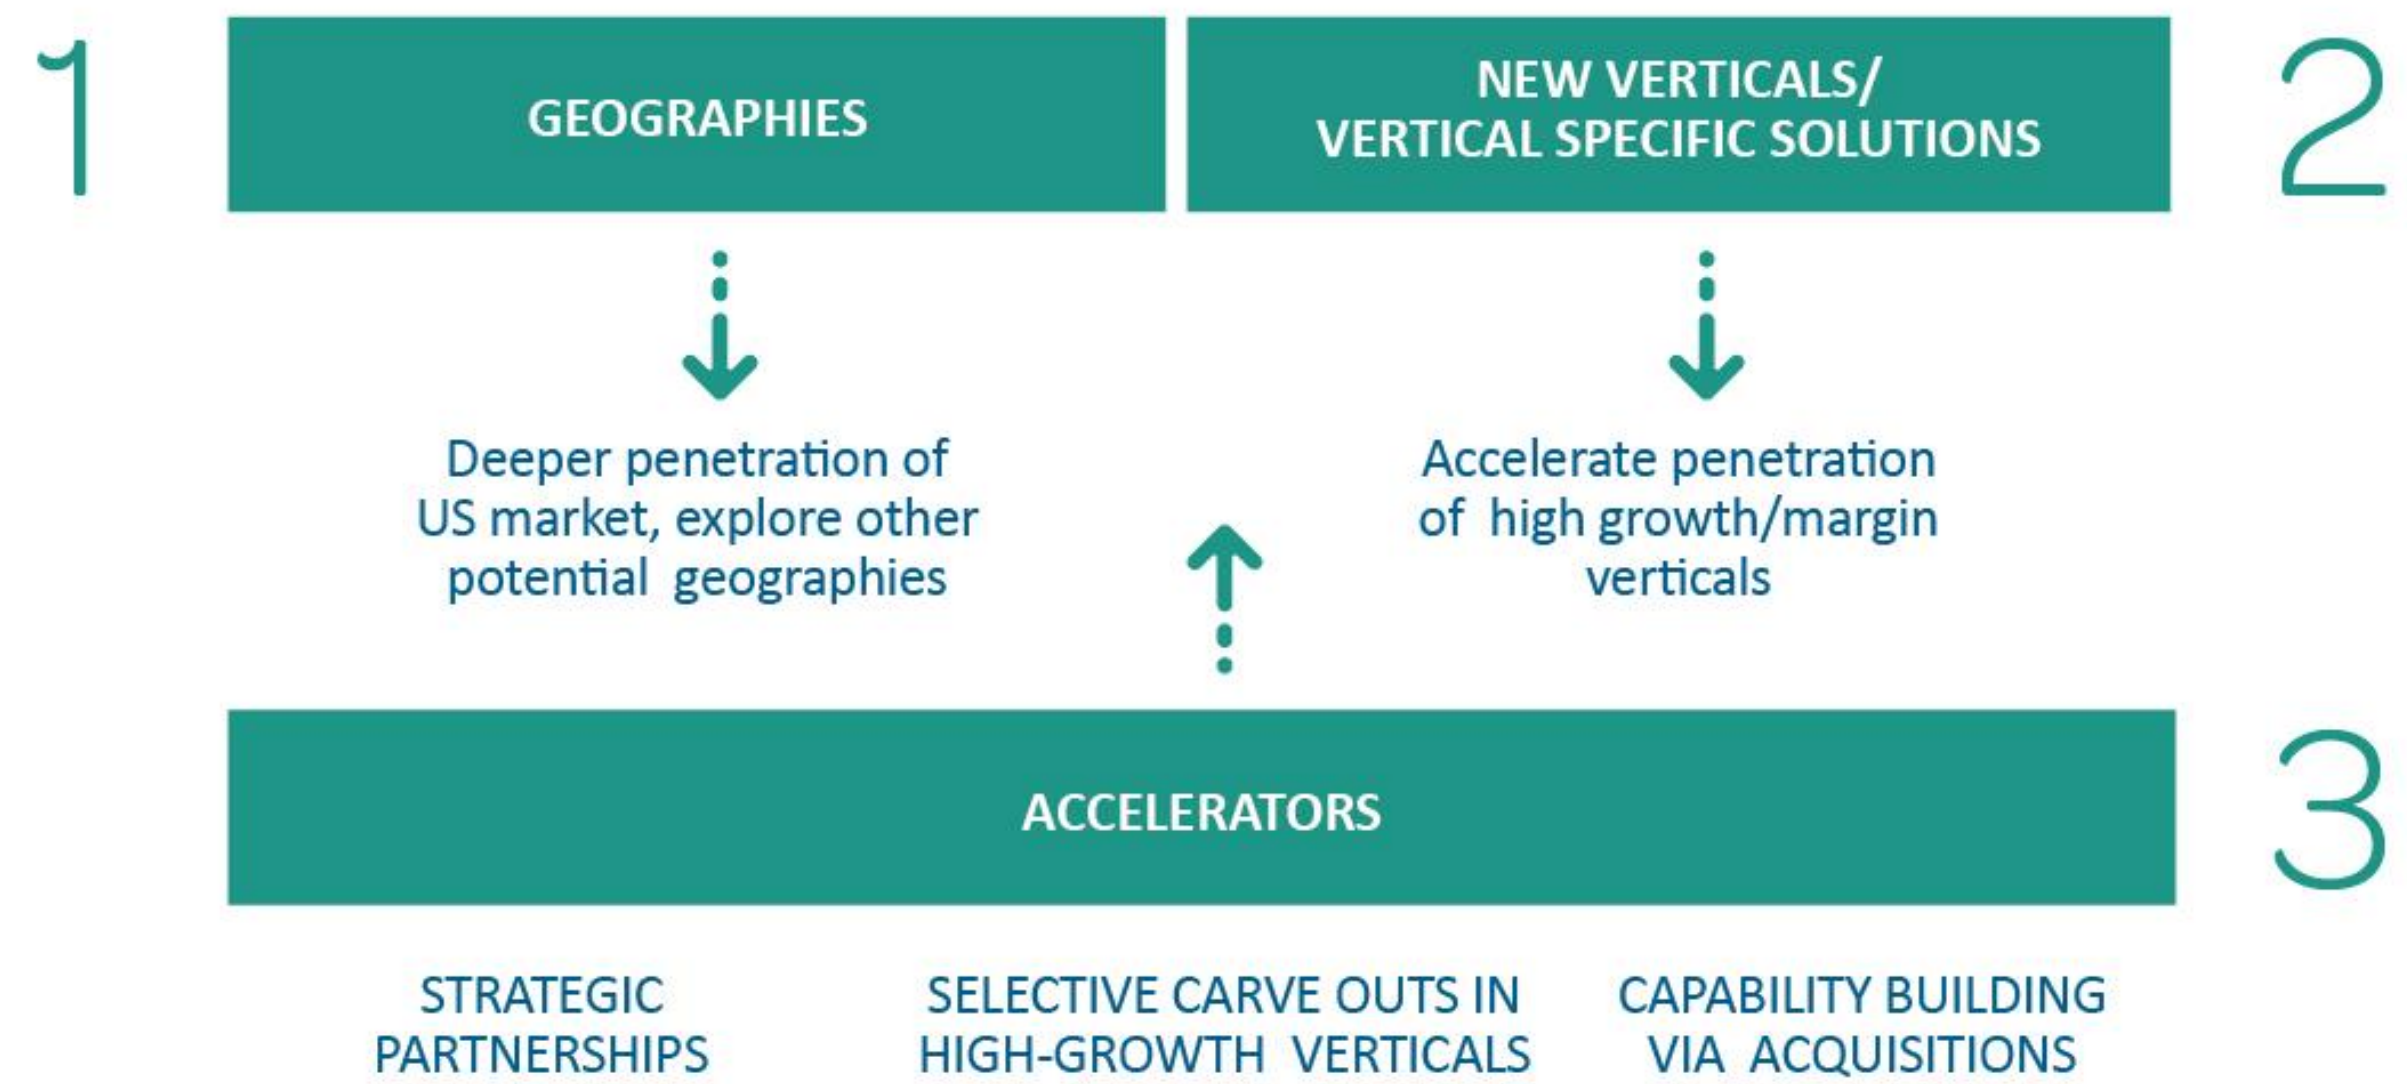 1
GEOGRAPHIES
NEW VERTICALS/
VERTICAL SPECIFIC SOLUTIONS
2
Deeper penetration of
US market, explore other
potential geographies
Accelerate penetration
of high growth/margin
verticals
ACCELERATORS
3
STRATEGIC
PARTNERSHIPS
SELECTIVE CARVE OUTS IN
HIGH-GROWTH VERTICALS
CAPABILITY BUILDING
VIA ACQUISITIONS